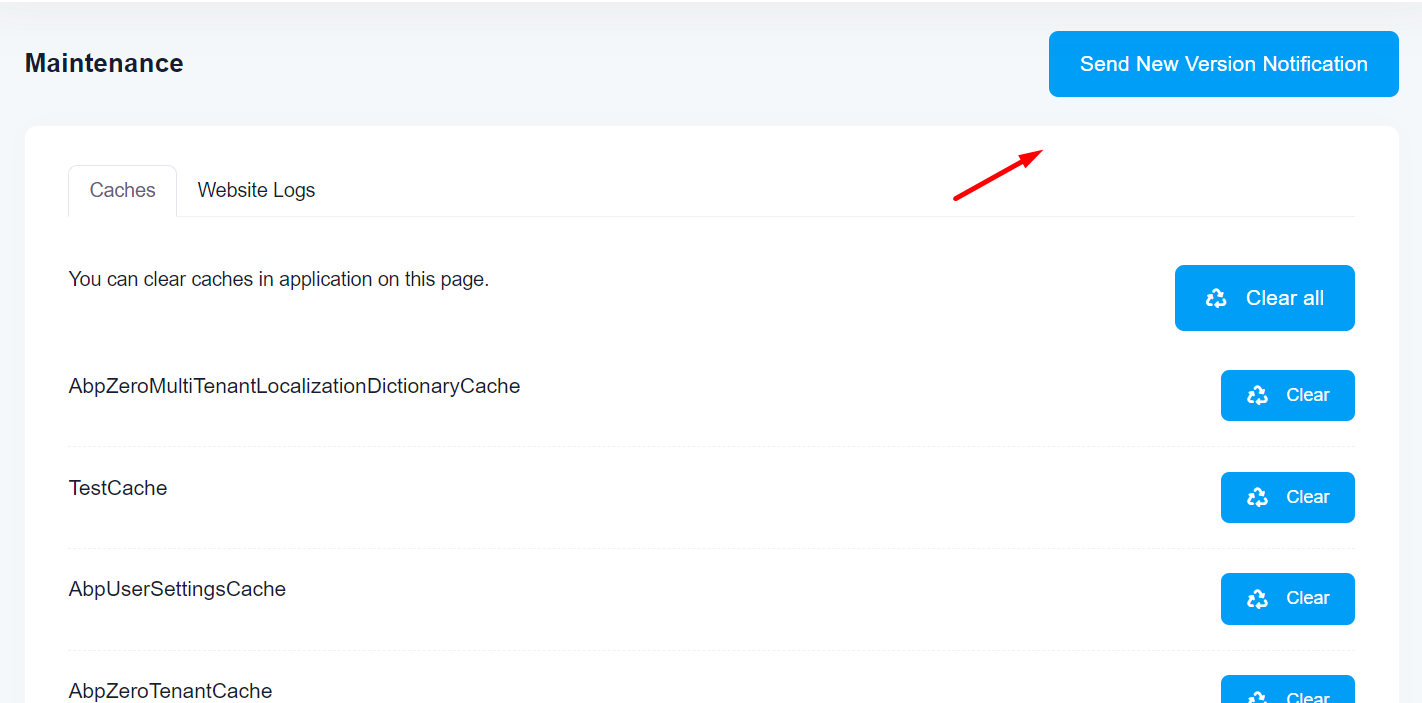 Maintenance
Send New Version Notification
Caches
Website Logs
You can clear caches in application on this page.
Clear all
AbpZeroMultiTenantLocalizationDictionaryCache
Clear
TestCache
Clear
AbpUserSettingsCache
Clear
AbpZeroTenantCache
Clear